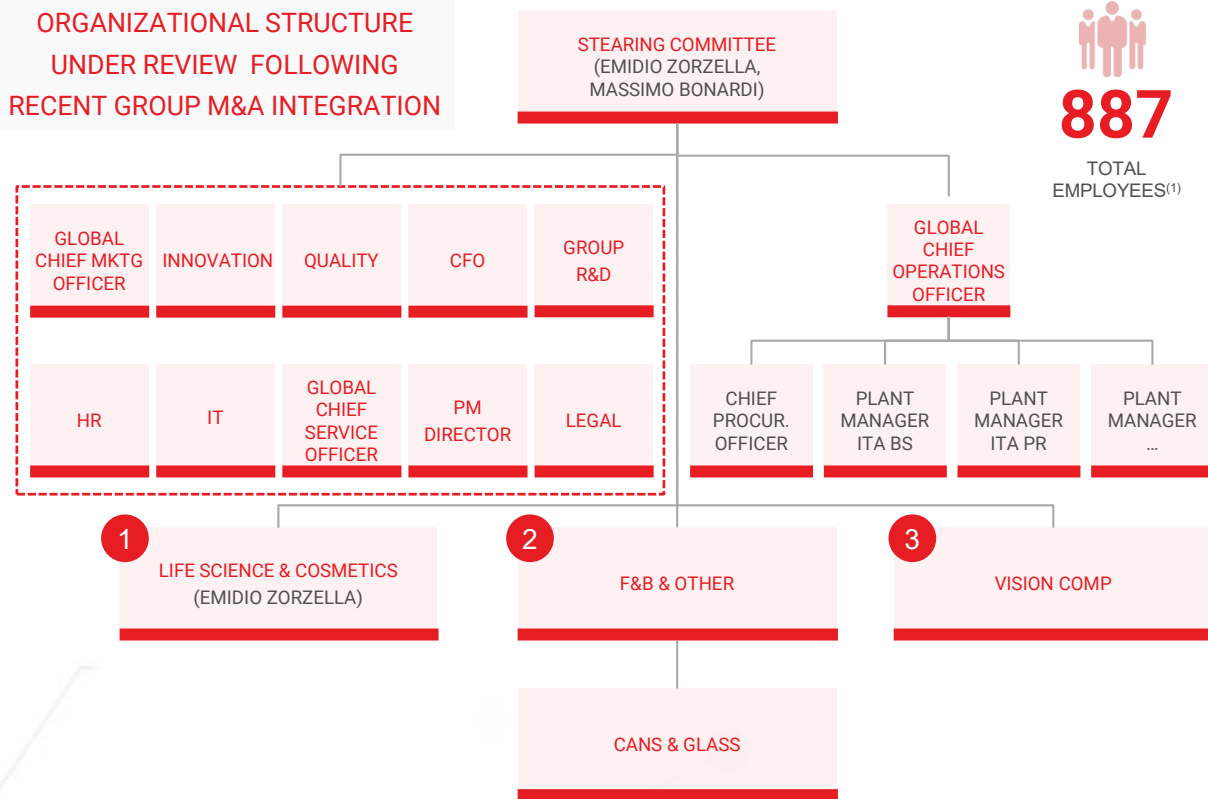 ORGANIZATIONAL STRUCTURE
UNDER REVIEW FOLLOWING
RECENT GROUP M&A INTEGRATION
STEARING COMMITTEE
(EMIDIO ZORZELLA,
MASSIMO BONARDI)
887
TOTAL
EMPLOYEES(1)
GLOBAL
CHIEF MKTG
OFFICER
INNOVATION
QUALITY
CFO
GROUP
R&D
GLOBAL
CHIEF
OPERATIONS
OFFICER
HR
IT
GLOBAL
CHIEF
SERVICE
OFFICER
PM
DIRECTOR
LEGAL
CHIEF
PROCUR.
OFFICER
PLANT
MANAGER
ITA BS
PLANT
MANAGER
ITA PR
PLANT
MANAGER
…
1
LIFE SCIENCE & COSMETICS
(EMIDIO ZORZELLA)
2
F&B & OTHER
3
VISION COMP
CANS & GLASS